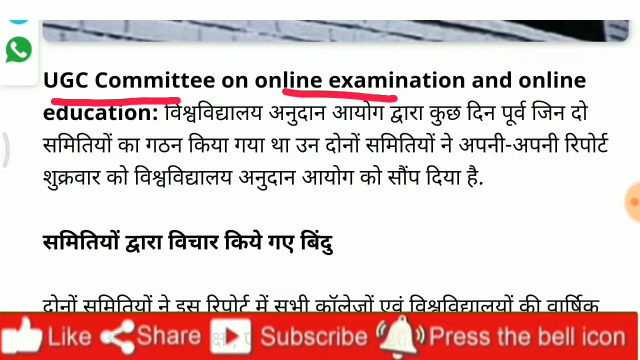 UGC Committee on online examination and online
education: विश्वविद्यालय अनुदान आयोग द्वारा कुछ दिन पूर्व जिन दो
समितियों का गठन किया गया था उन दोनों समितियों ने अपनी-अपनी रिपोर्ट
शुक्रवार को विश्वविद्यालय अनुदान आयोग को सौंप दिया है.
समितियों द्वारा विचार किये गए बिंदु
दोनों समितियों ने इस रिपोर्ट में सभी कॉलेजों एवं विश्वविद्यालयों की वार्षिक
Like Share Subscribe Press the bell icon